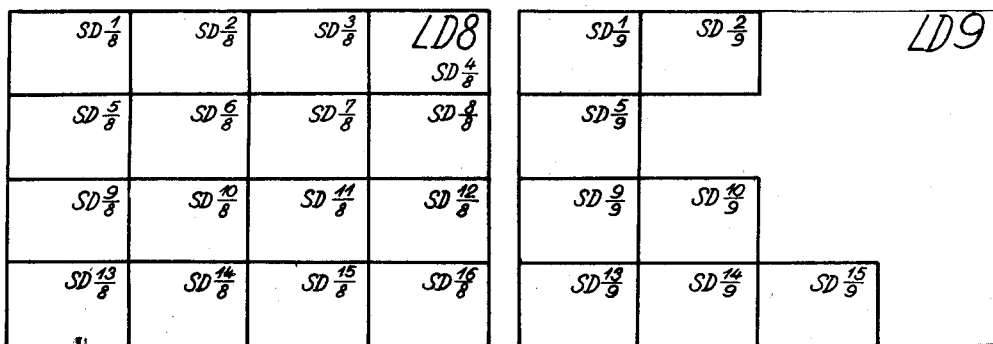 SD 1/8 SD 2/8 SD 3/8 LD8 SD 1/9 SD 2/9 LD9
SD 4/8
SD 5/8 SD 6/8 SD 7/8 SD 8/8 SD 5/9
SD 9/8 SD 10/8 SD 11/8 SD 12/8 SD 9/9 SD 10/9
SD 13/8 SD 14/8 SD 15/8 SD 16/8 SD 13/9 SD 14/9 SD 15/9